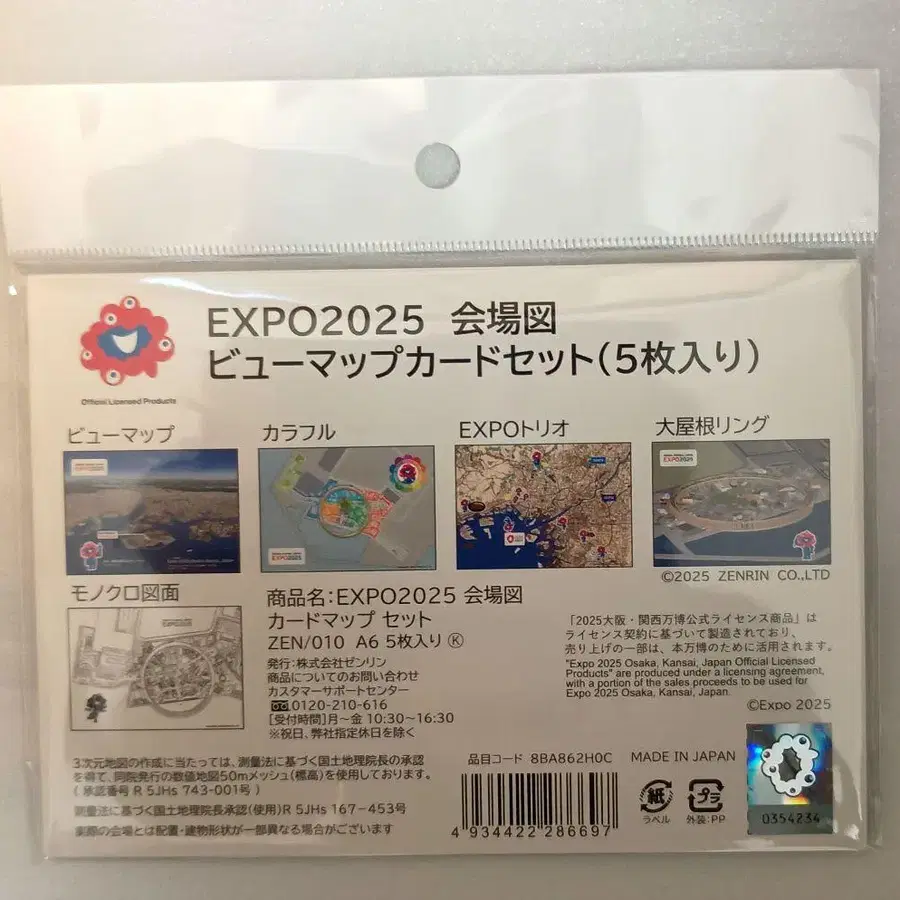 EXPO2025 会場図
ビューマップカードセット(5枚入り)
Official Licensed Products
ビューマップ
カラフル
EXPOトリオ
大屋根リング
EXPO2025
EXPO2025
©2025 ZENRIN CO.,LTD
モノクロ図面
商品名:EXPO2025 会場図
カードマップ セット
ZEN/010 A6 5枚入り Ⓚ
発行:株式会社ゼンリン
商品についてのお問い合わせ
カスタマーサポートセンター
0120-210-616
[受付時間]月~金 10:30~16:30
※祝日、弊社指定休日を除く
「2025大阪・関西万博公式ライセンス商品」は
ライセンス契約に基づいて製造されており、
売り上げの一部は、本万博のために活用されます。
"Expo 2025 Osaka, Kansai, Japan Official Licensed
Products" are produced under a licensing agreement,
with a portion of the sales proceeds to be used for
Expo 2025 Osaka, Kansai, Japan.
©Expo 2025
3次元地図の作成に当たっては、測量法に基づく国土地理院長の承認
を得て、同院発行の数値地図50mメッシュ(標高)を使用しております。
( 承認番号 R 5JHs 743-001号 )
測量法に基づく国土地理院長承認(使用)R 5JHs 167-453号
実際の会場とは配置・建物形状が一部異なる場合がございます
品目コード 8BA862H0C MADE IN JAPAN
4 934422 286697
紙
ラベル
プラ
外装:PP
0354234